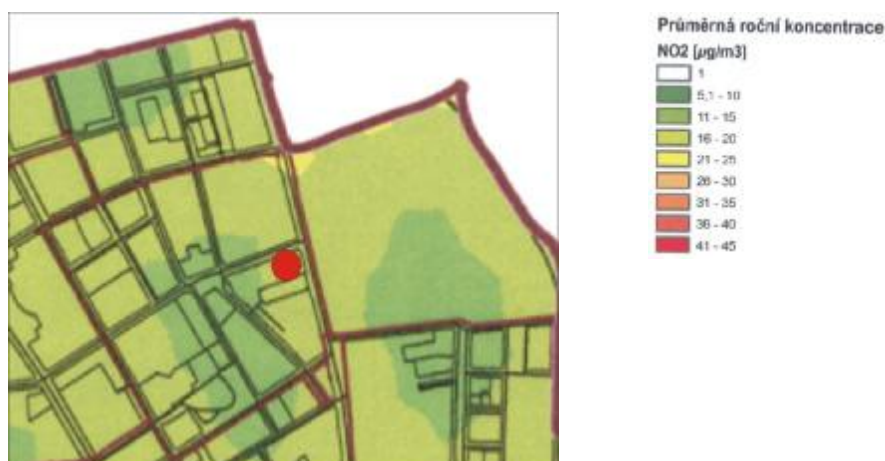 Průměrná roční koncentrace
NO2 [µg/m3]
1
5,1 - 10
11 - 15
16 - 20
21 - 25
26 - 30
31 - 35
36 - 40
41 - 45